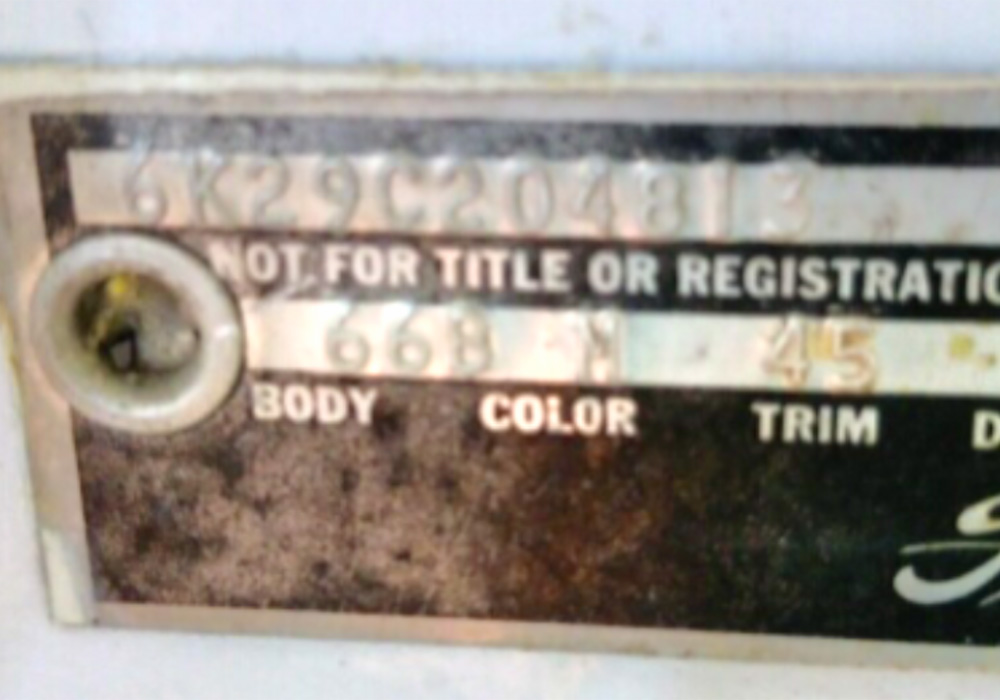 6K29C204813
NOT FOR TITLE OR REGISTRATIO
66B M 45
BODY COLOR TRIM D